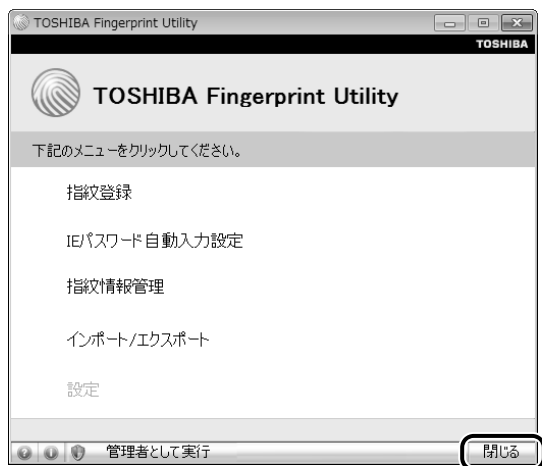 TOSHIBA Fingerprint Utility
TOSHIBA
TOSHIBA Fingerprint Utility
下記のメニューをクリックしてください。
指紋登録
IEパスワード自動入力設定
指紋情報管理
インポート/エクスポート
設定
管理者として実行
閉じる